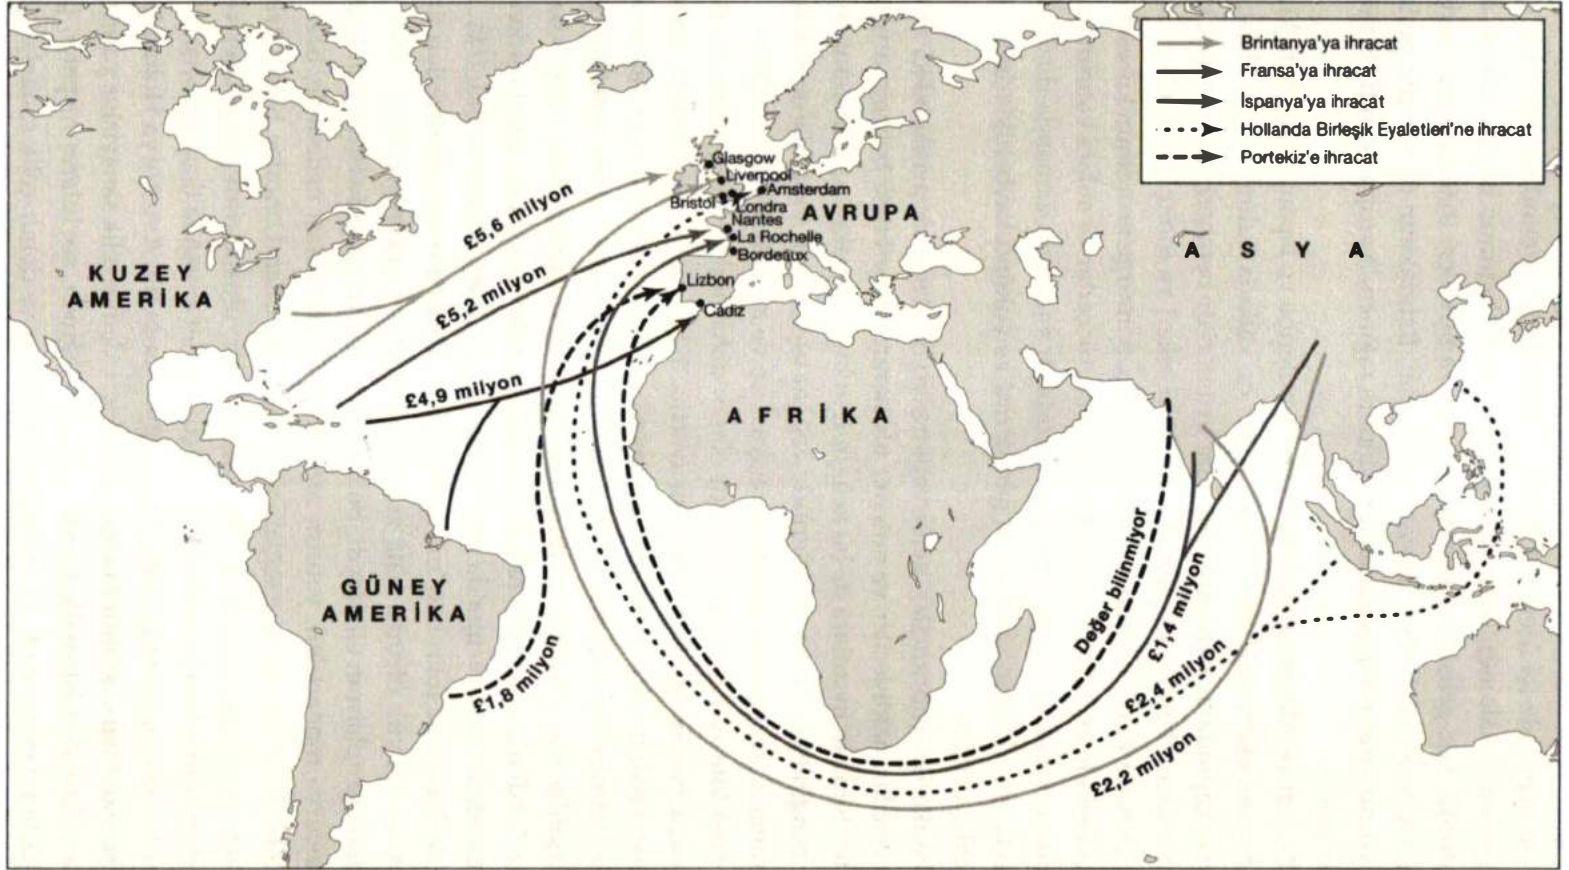 Brintanya'ya ihracat
Fransa'ya ihracat
İspanya'ya ihracat
Hollanda Birleşik Eyaletleri'ne ihracat
Portekiz'e ihracat
Glasgow
Liverpool
Amsterdam
Bristol
Londra
Nantes
La Rochelle
Bordeaux
Lizbon
Cádiz
AVRUPA
ASYA
KUZEY
AMERİKA
AFRİKA
GÜNEY
AMERİKA
£5,6 milyon
£5,2 milyon
£4,9 milyon
£1,8 milyon
Değer bilinmiyor
£1,4 milyon
£2,4 milyon
£2,2 milyon